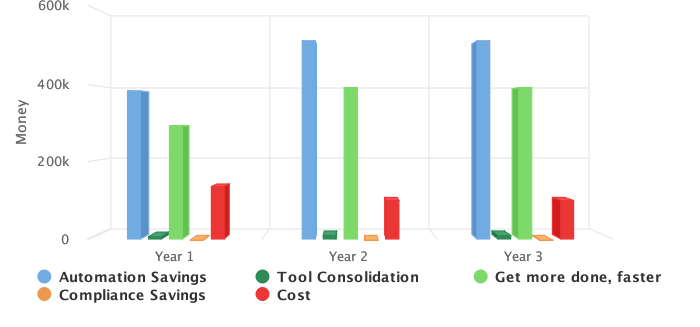 600k
400k
200k
0
Money
Year 1
Year 2
Year 3
Automation Savings
Tool Consolidation
Get more done, faster
Compliance Savings
Cost